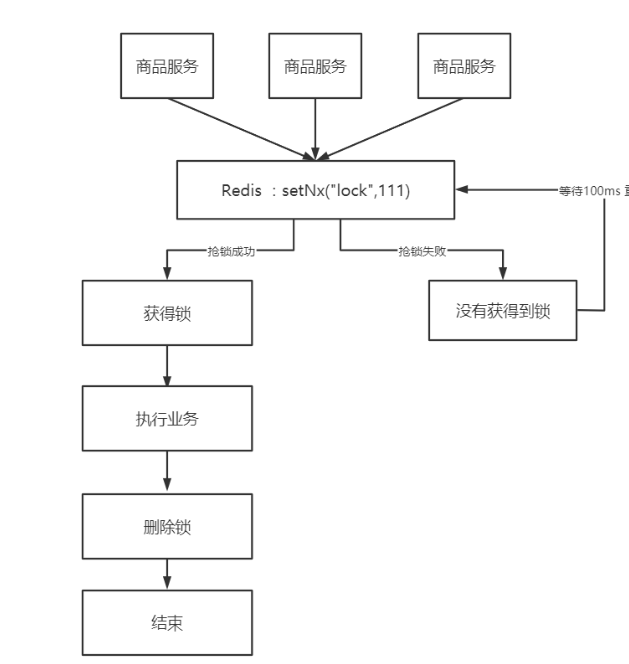 商品服务
商品服务
商品服务
Redis ：setNx("lock",111)
等待100ms
抢锁成功
抢锁失败
获得锁
没有获得到锁
执行业务
删除锁
结束